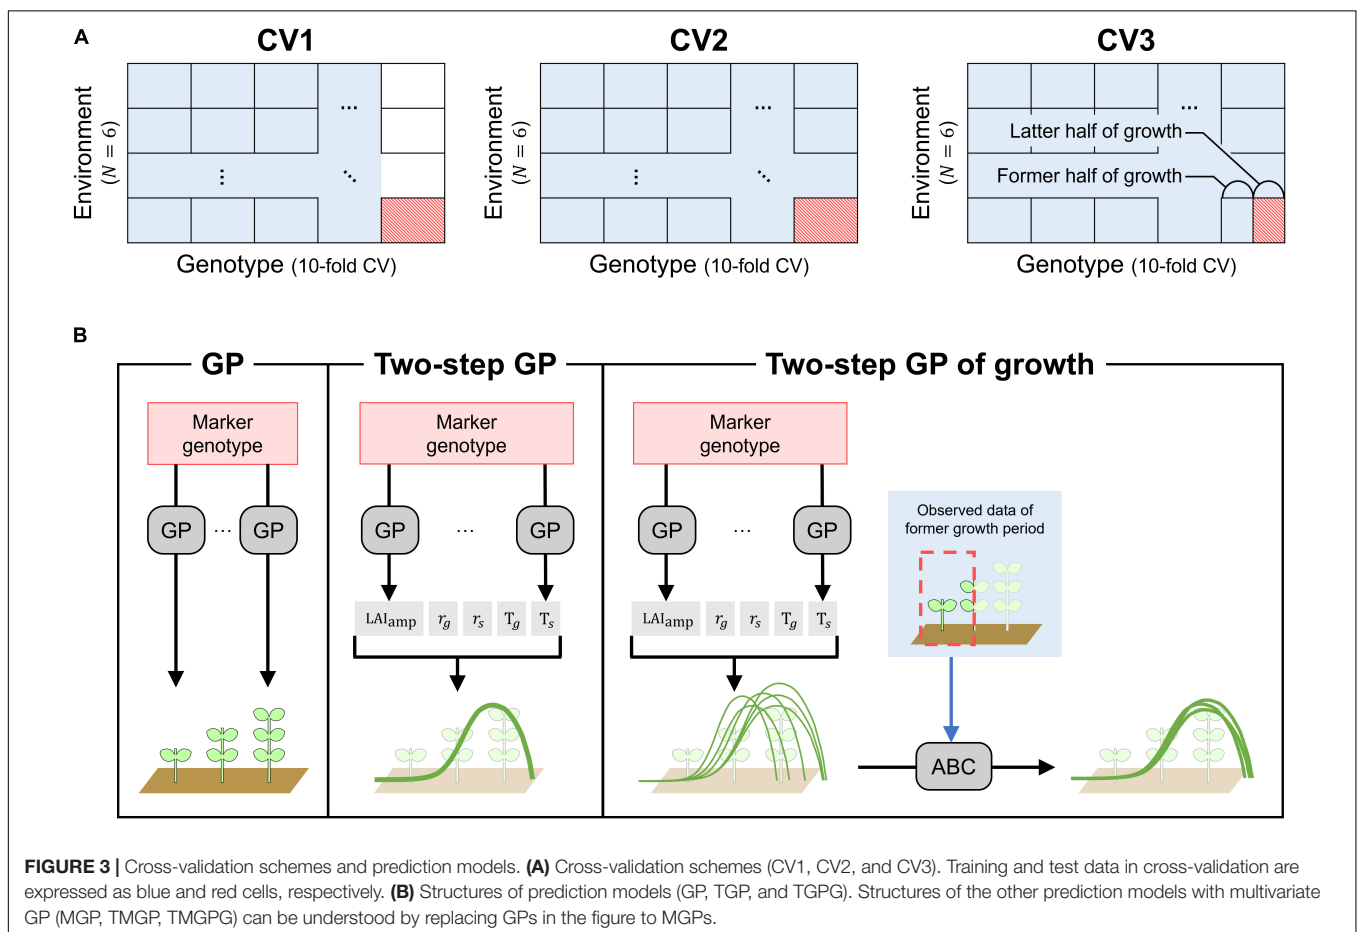 A
CV1
CV2
CV3
Environment
(N = 6)
...
⋮
⋱
Genotype (10-fold CV)
Environment
(N = 6)
...
⋮
⋱
Genotype (10-fold CV)
Environment
(N = 6)
...
Latter half of growth
Former half of growth
Genotype (10-fold CV)
B
GP
Marker
genotype
GP ... GP
Two-step GP
Marker
genotype
GP ... GP
LAIamp rg rs Tg Ts
Two-step GP of growth
Marker
genotype
GP ... GP
LAIamp rg rs Tg Ts
Observed data of
former growth period
ABC
FIGURE 3 | Cross-validation schemes and prediction models. (A) Cross-validation schemes (CV1, CV2, and CV3). Training and test data in cross-validation are
expressed as blue and red cells, respectively. (B) Structures of prediction models (GP, TGP, and TGPG). Structures of the other prediction models with multivariate
GP (MGP, TMGP, TMGPG) can be understood by replacing GPs in the figure to MGPs.